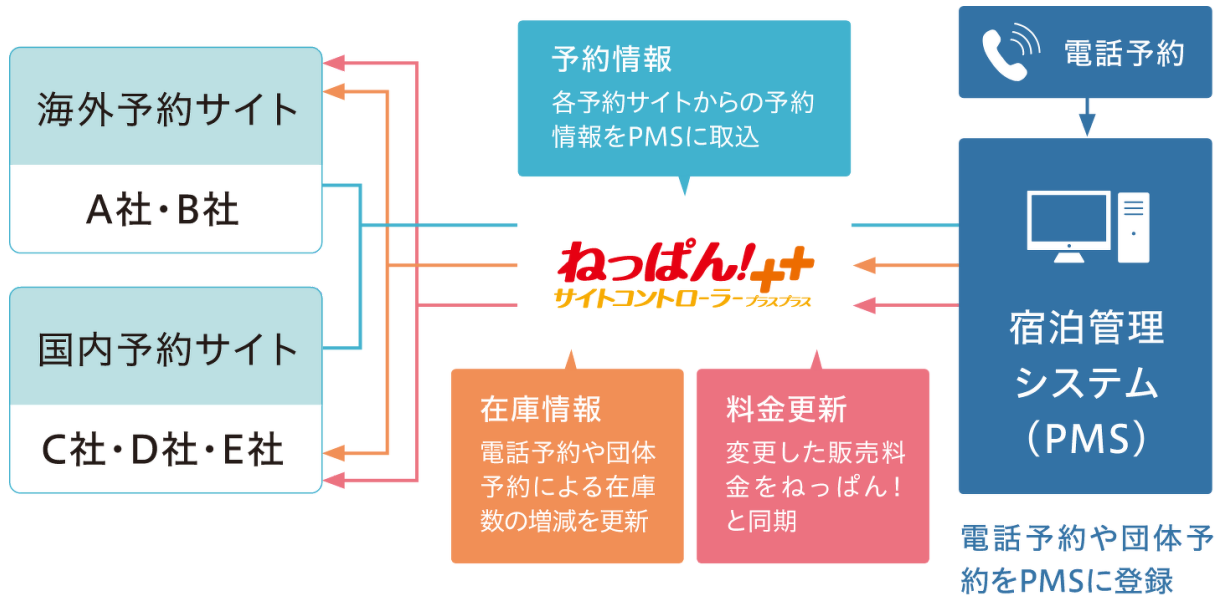 海外予約サイト
A社・B社
国内予約サイト
C社・D社・E社
予約情報
各予約サイトからの予約
情報をPMSに取込
ねっぱん!++
サイトコントローラープラスプラス
在庫情報
電話予約や団体
予約による在庫
数の増減を更新
料金更新
変更した販売料
金をねっぱん！
と同期
電話予約
宿泊管理
システム
（PMS）
電話予約や団体予
約をPMSに登録